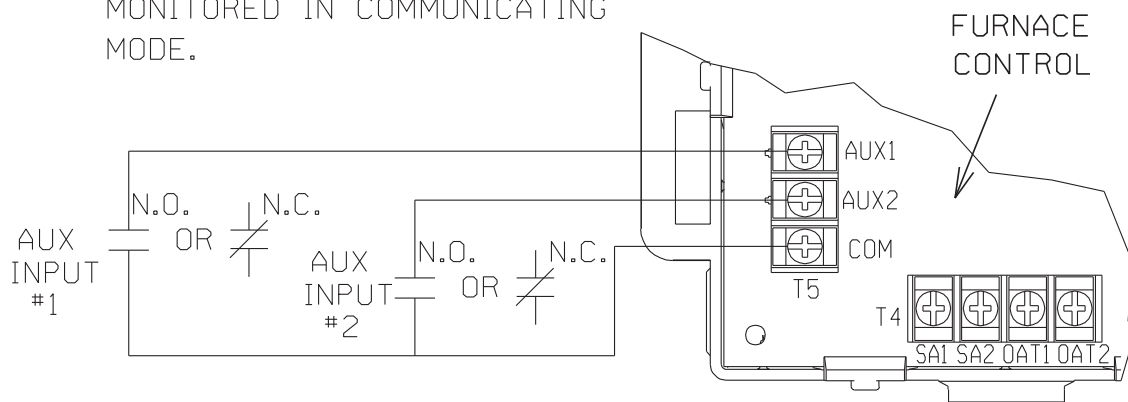 MONITORED IN COMMUNICATING
MODE.
FURNACE
CONTROL
AUX1
AUX2
COM
T5
N.O. OR N.C.
AUX
INPUT
#1
N.O. OR N.C.
AUX
INPUT
#2
T4
SA1 SA2 OAT1 OAT2